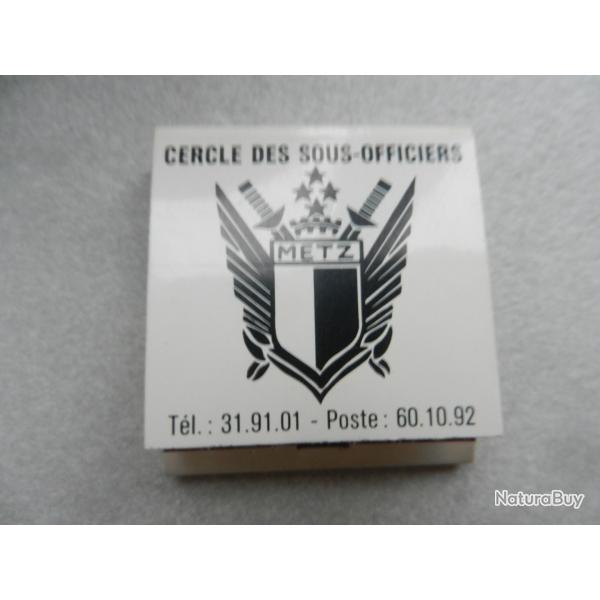 CERCLE DES SOUS-OFFICIERS
METZ
Tél. : 31.91.01 - Poste : 60.10.92
NaturaBuy